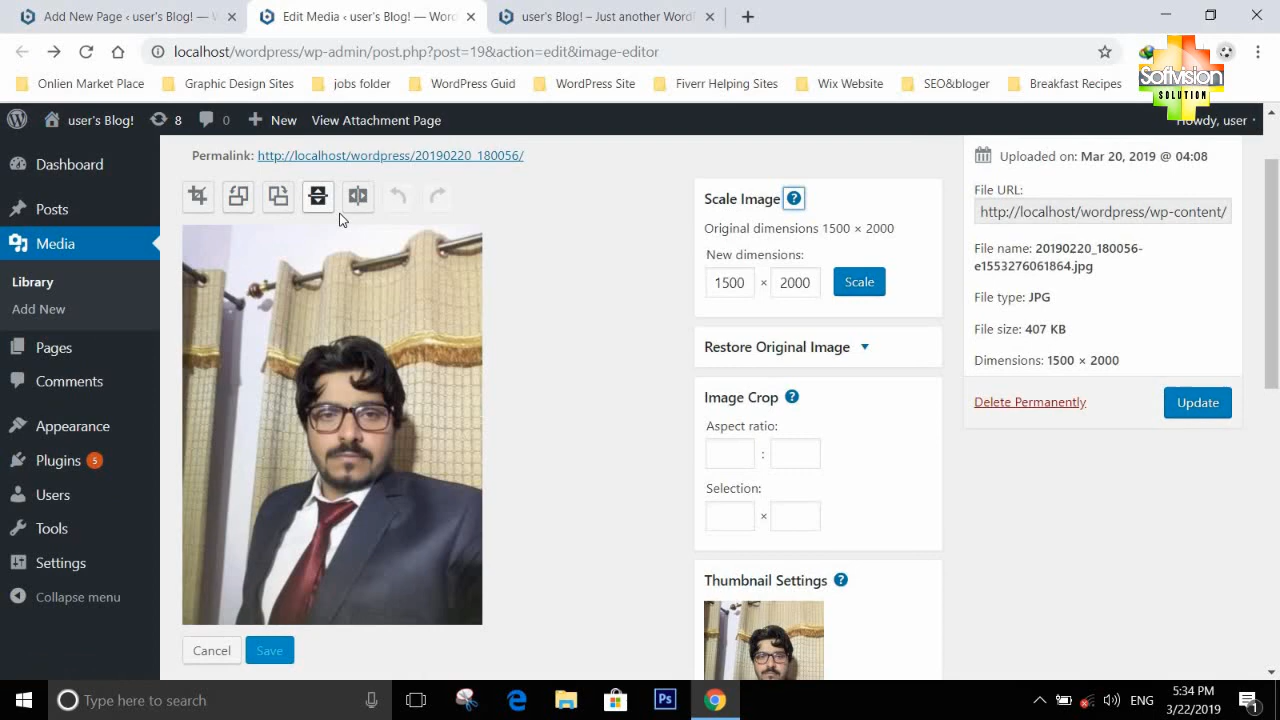 Add New Page ‹ user's Blog! — W
Edit Media ‹ user's Blog! — Word
user's Blog! – Just another Word
localhost/wordpress/wp-admin/post.php?post=19&action=edit&image-editor
Onlien Market Place
Graphic Design Sites
jobs folder
WordPress Guid
WordPress Site
Fiverr Helping Sites
Wix Website
SEO&bloger
Breakfast Recipes
Softvision
SOLUTION
user's Blog!
8
0
New
View Attachment Page
Howdy, user
Dashboard
Posts
Media
Library
Add New
Pages
Comments
Appearance
Plugins 5
Users
Tools
Settings
Collapse menu
Permalink: http://localhost/wordpress/20190220_180056/
Cancel
Save
Scale Image ?
Original dimensions 1500 × 2000
New dimensions:
1500 × 2000 Scale
Restore Original Image
Image Crop ?
Aspect ratio:
:
Selection:
×
Thumbnail Settings ?
Uploaded on: Mar 20, 2019 @ 04:08
File URL:
http://localhost/wordpress/wp-content/
File name: 20190220_180056-
e1553276061864.jpg
File type: JPG
File size: 407 KB
Dimensions: 1500 × 2000
Delete Permanently
Update
Type here to search
Ps
ENG
5:34 PM
3/22/2019
1